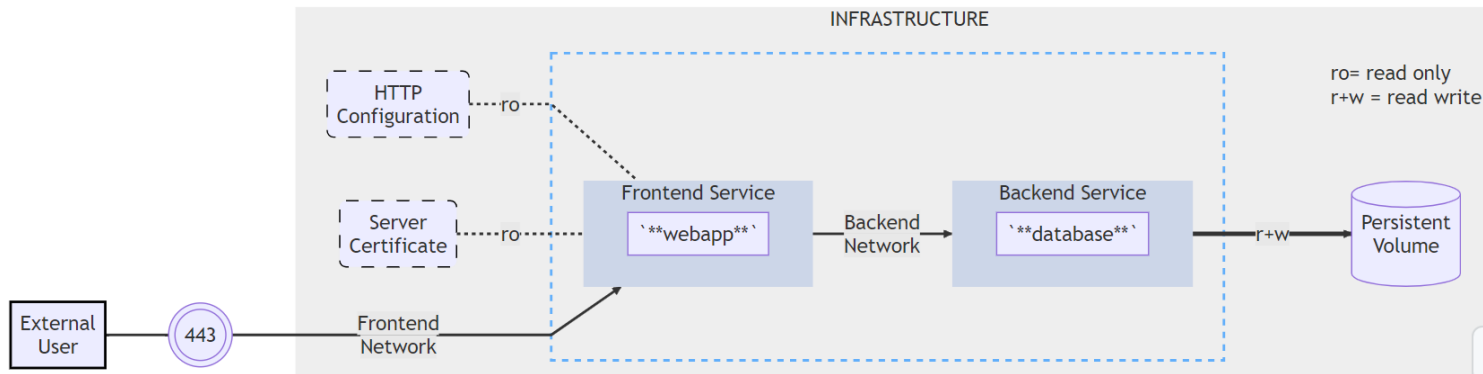 INFRASTRUCTURE
ro= read only
r+w = read write
HTTP
Configuration
ro
Server
Certificate
ro
Frontend Service
`**webapp**`
Backend
Network
Backend Service
`**database**`
r+w
Persistent
Volume
External
User
443
Frontend
Network